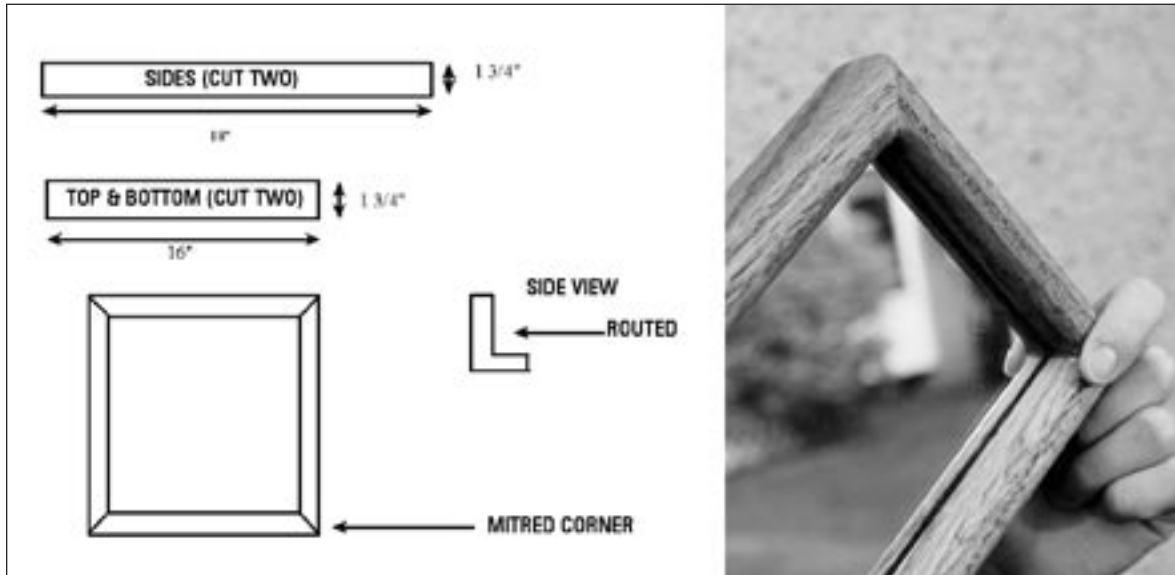 SIDES (CUT TWO)
1 3/4"
TOP & BOTTOM (CUT TWO)
1 3/4"
16"
SIDE VIEW
ROUTED
MITRED CORNER